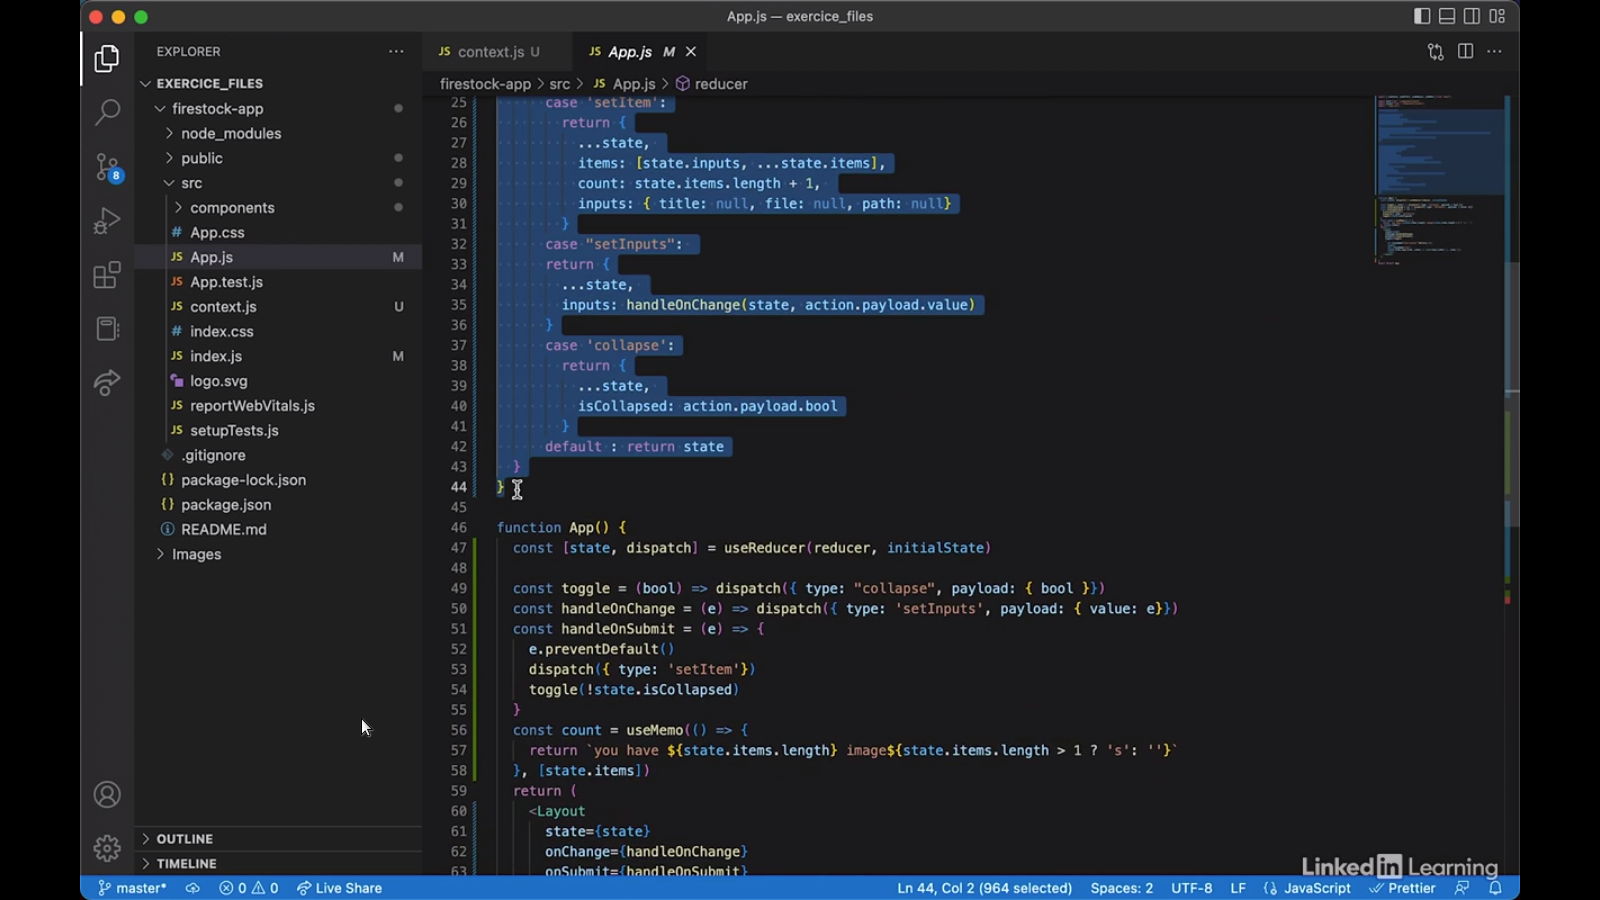 App.js — exercice_files
EXPLORER
EXERCICE_FILES
firestock-app
node_modules
public
src
components
# App.css
JS App.js M
JS App.test.js
JS context.js U
# index.css
JS index.js M
logo.svg
JS reportWebVitals.js
JS setupTests.js
.gitignore
{} package-lock.json
{} package.json
README.md
Images
OUTLINE
TIMELINE
8
JS context.js U
JS App.js M
firestock-app > src > JS App.js > reducer
25 case 'setItem':
26 return {
27 ...state,
28 items: [state.inputs, ...state.items],
29 count: state.items.length + 1,
30 inputs: { title: null, file: null, path: null}
31 }
32 case "setInputs":
33 return {
34 ...state,
35 inputs: handleOnChange(state, action.payload.value)
36 }
37 case 'collapse':
38 return {
39 ...state,
40 isCollapsed: action.payload.bool
41 }
42 default : return state
43 }
44 }
45
46 function App() {
47 const [state, dispatch] = useReducer(reducer, initialState)
48
49 const toggle = (bool) => dispatch({ type: "collapse", payload: { bool }})
50 const handleOnChange = (e) => dispatch({ type: 'setInputs', payload: { value: e}})
51 const handleOnSubmit = (e) => {
52 e.preventDefault()
53 dispatch({ type: 'setItem'})
54 toggle(!state.isCollapsed)
55 }
56 const count = useMemo(() => {
57 return `you have ${state.items.length} image${state.items.length > 1 ? 's': ''}`
58 }, [state.items])
59 return (
60 <Layout
61 state={state}
62 onChange={handleOnChange}
63 onSubmit={handleOnSubmit}
LinkedIn Learning
master* 0 0 Live Share Ln 44, Col 2 (964 selected) Spaces: 2 UTF-8 LF {} JavaScript Prettier